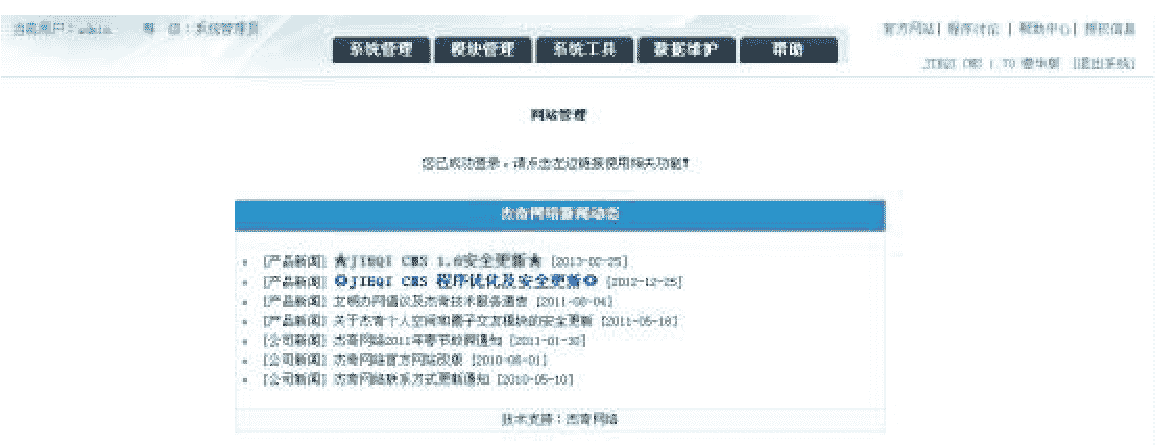 当前用户：admin 身 份：系统管理员
官方网站 | 程序讨论 | 帮助中心 | 授权信息
系统管理 模块管理 系统工具 数据维护 帮助
JIEQI CMS 1.70 豪华版 [退出系统]
网站管理
您已成功登录，请点击左边链接使用相关功能！
杰奇网络新闻动态
[产品新闻] ★JIEQI CMS 1.8安全更新★ [2013-02-25]
[产品新闻] ✪JIEQI CMS 程序优化及安全更新✪ [2012-12-25]
[产品新闻] 文明办网倡议及杰奇技术服务通告 [2011-08-04]
[产品新闻] 关于杰奇个人空间和圈子交友模块的安全更新 [2011-05-18]
[公司新闻] 杰奇网络2011年春节放假通知 [2011-01-30]
[公司新闻] 杰奇网络官方网站改版 [2010-08-01]
[公司新闻] 杰奇网络联系方式更新通知 [2010-05-10]
技术支持：杰奇网络